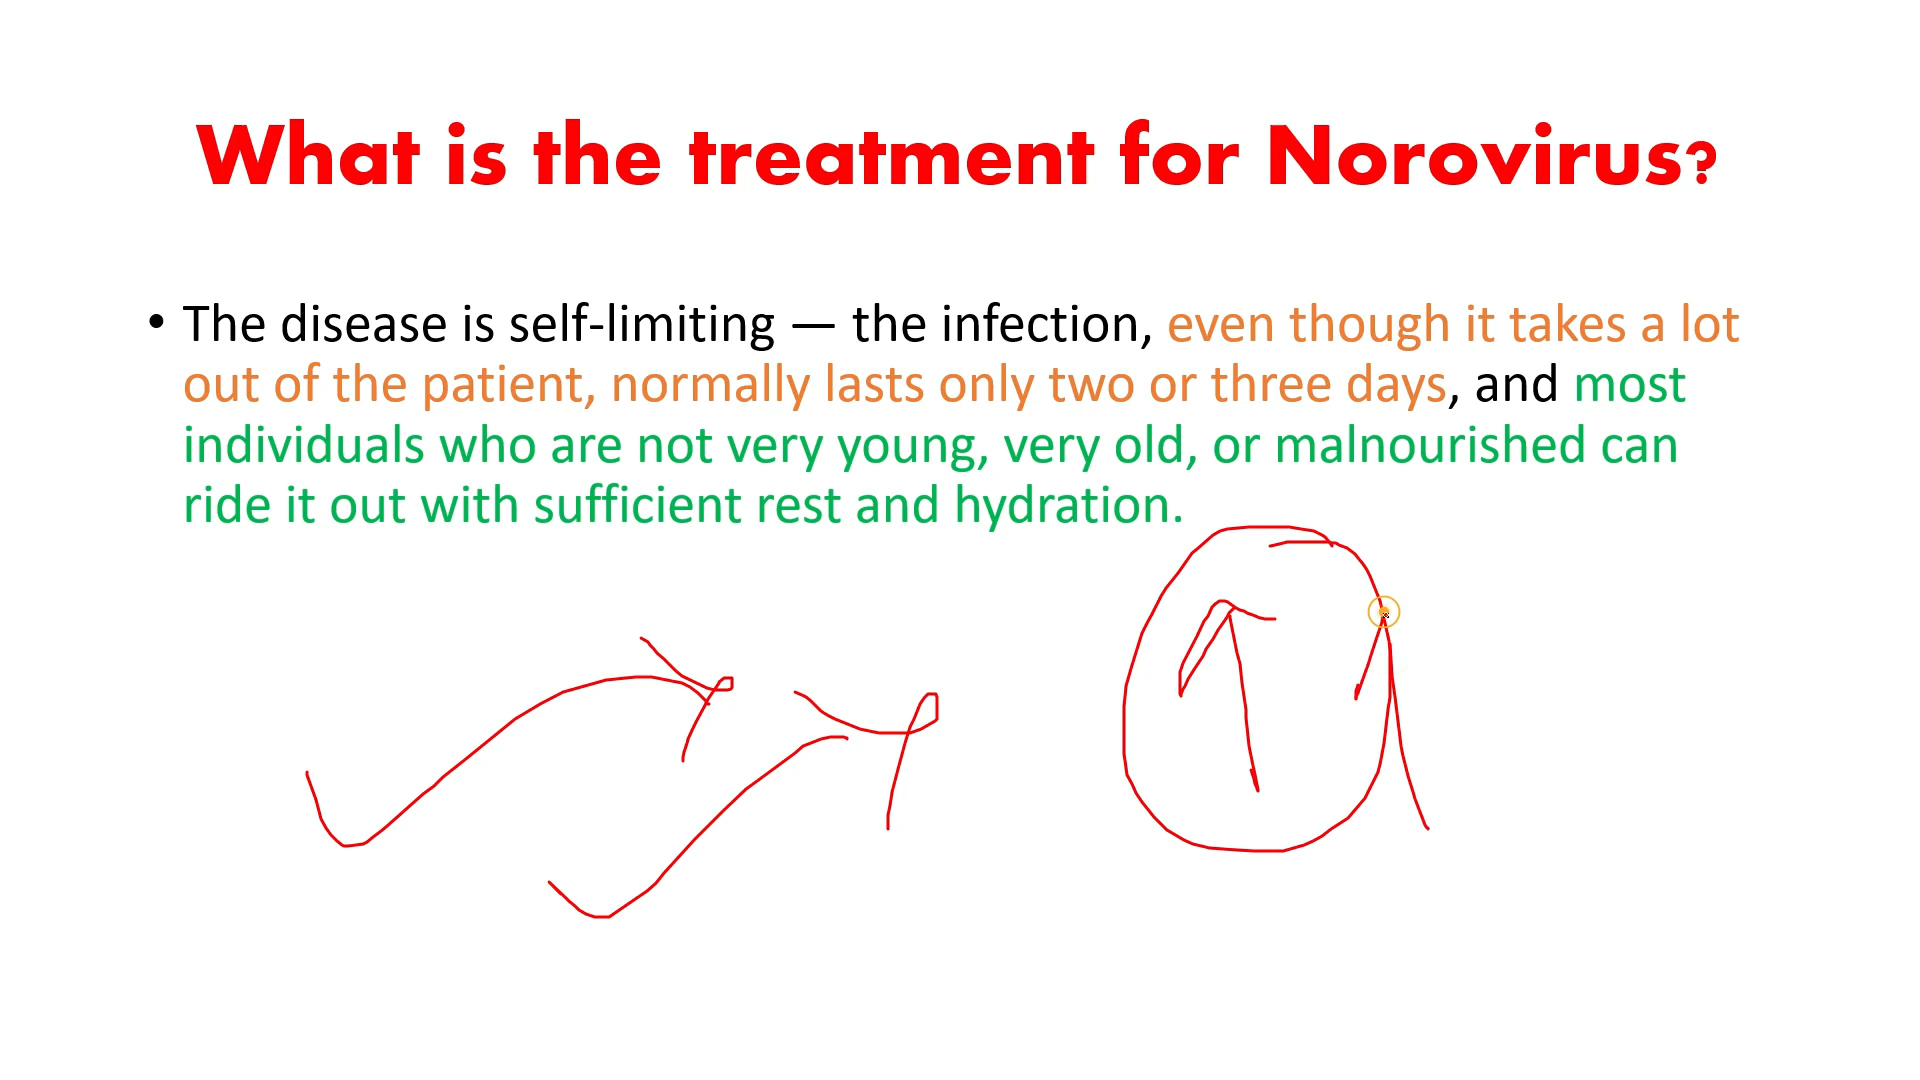 What is the treatment for Norovirus?
• The disease is self-limiting — the infection, even though it takes a lot
out of the patient, normally lasts only two or three days, and most
individuals who are not very young, very old, or malnourished can
ride it out with sufficient rest and hydration.